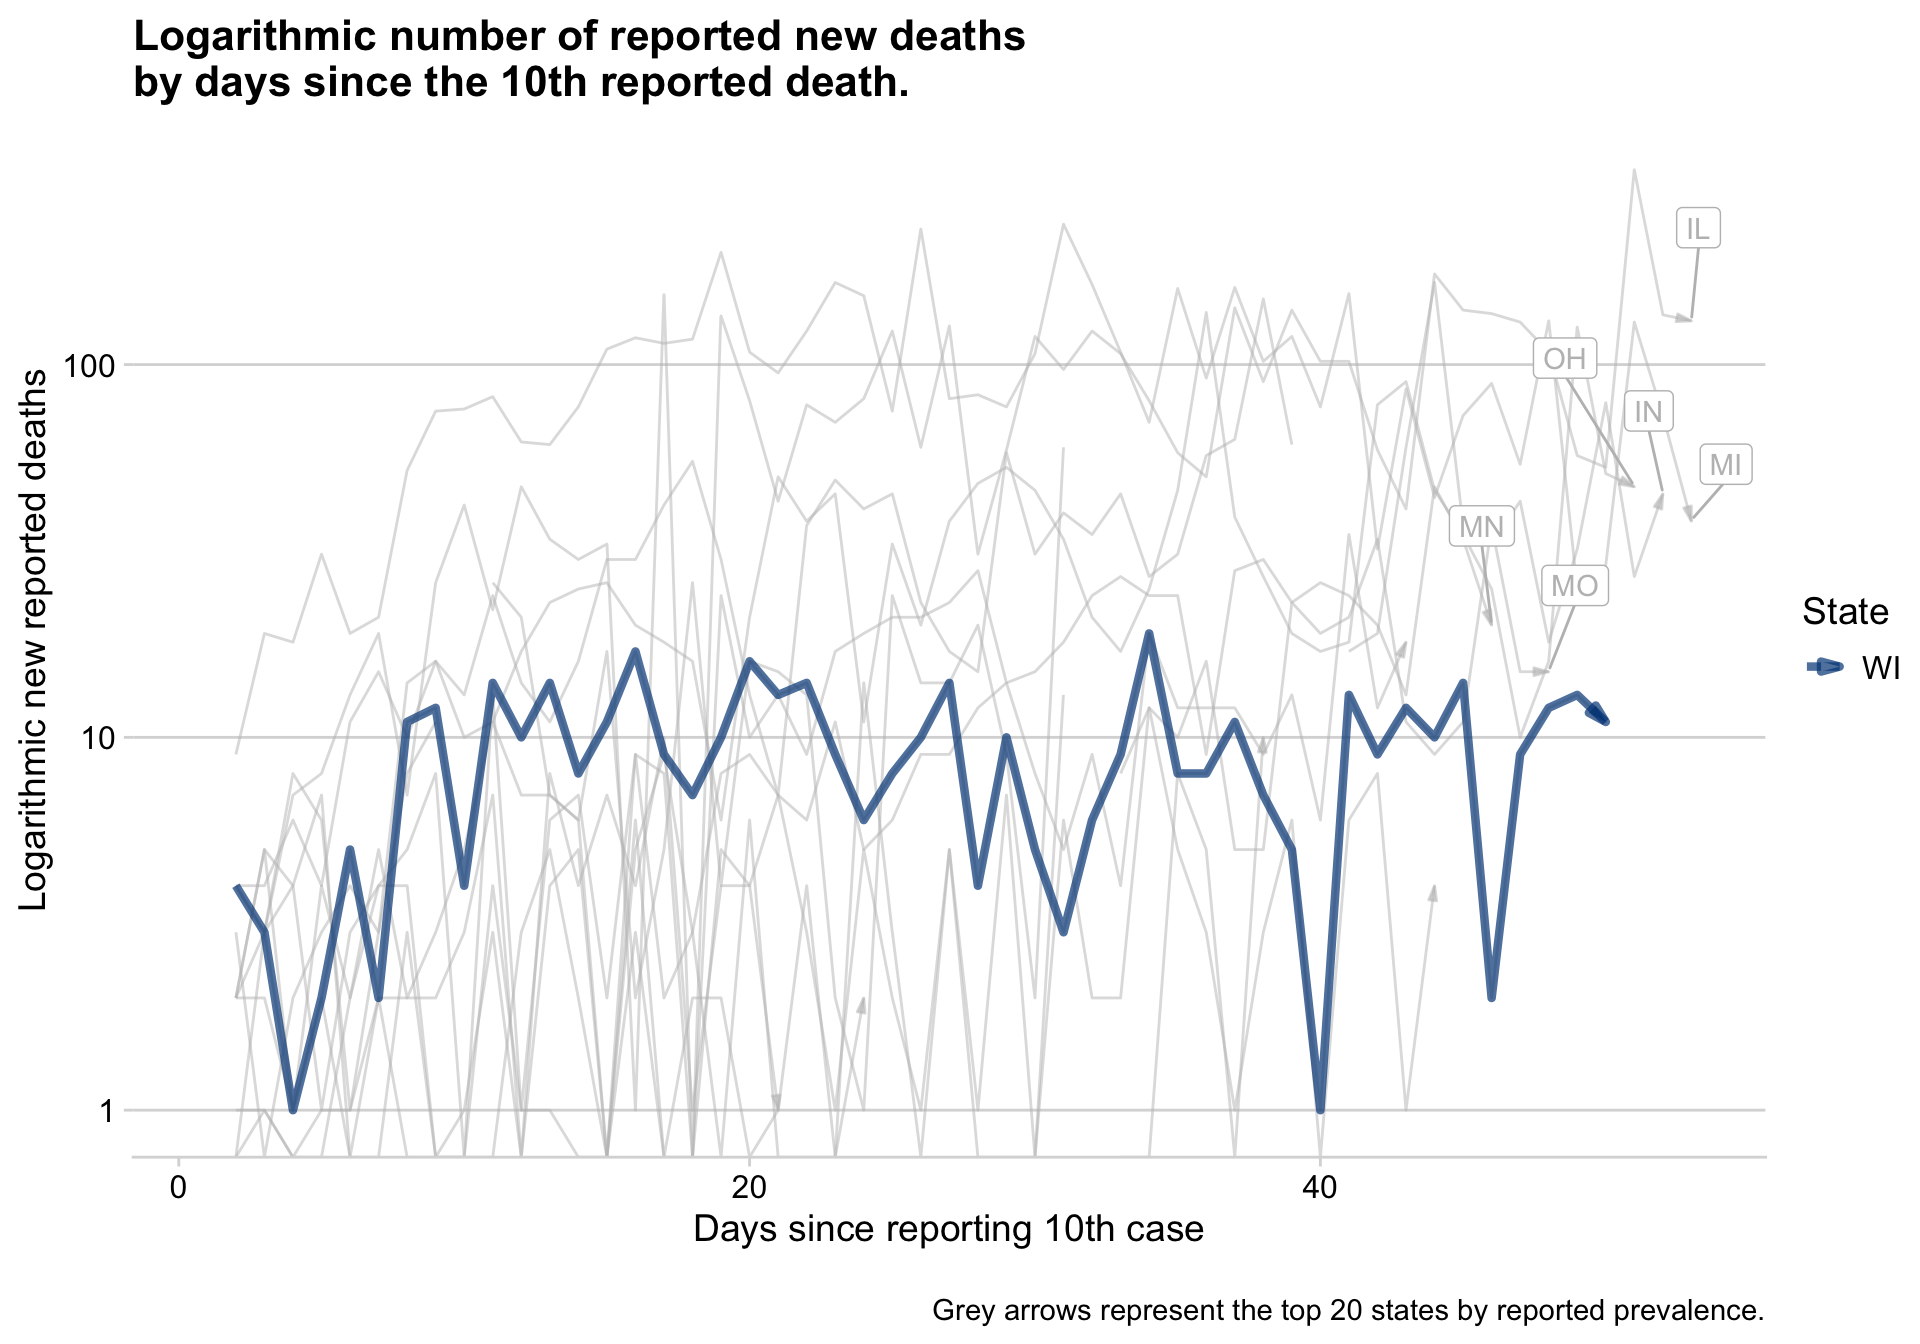 Logarithmic number of reported new deaths
by days since the 10th reported death.
Logarithmic new reported deaths
100
10
1
IL
OH
IN
MI
MN
MO
State
WI
0
20
40
Days since reporting 10th case
Grey arrows represent the top 20 states by reported prevalence.